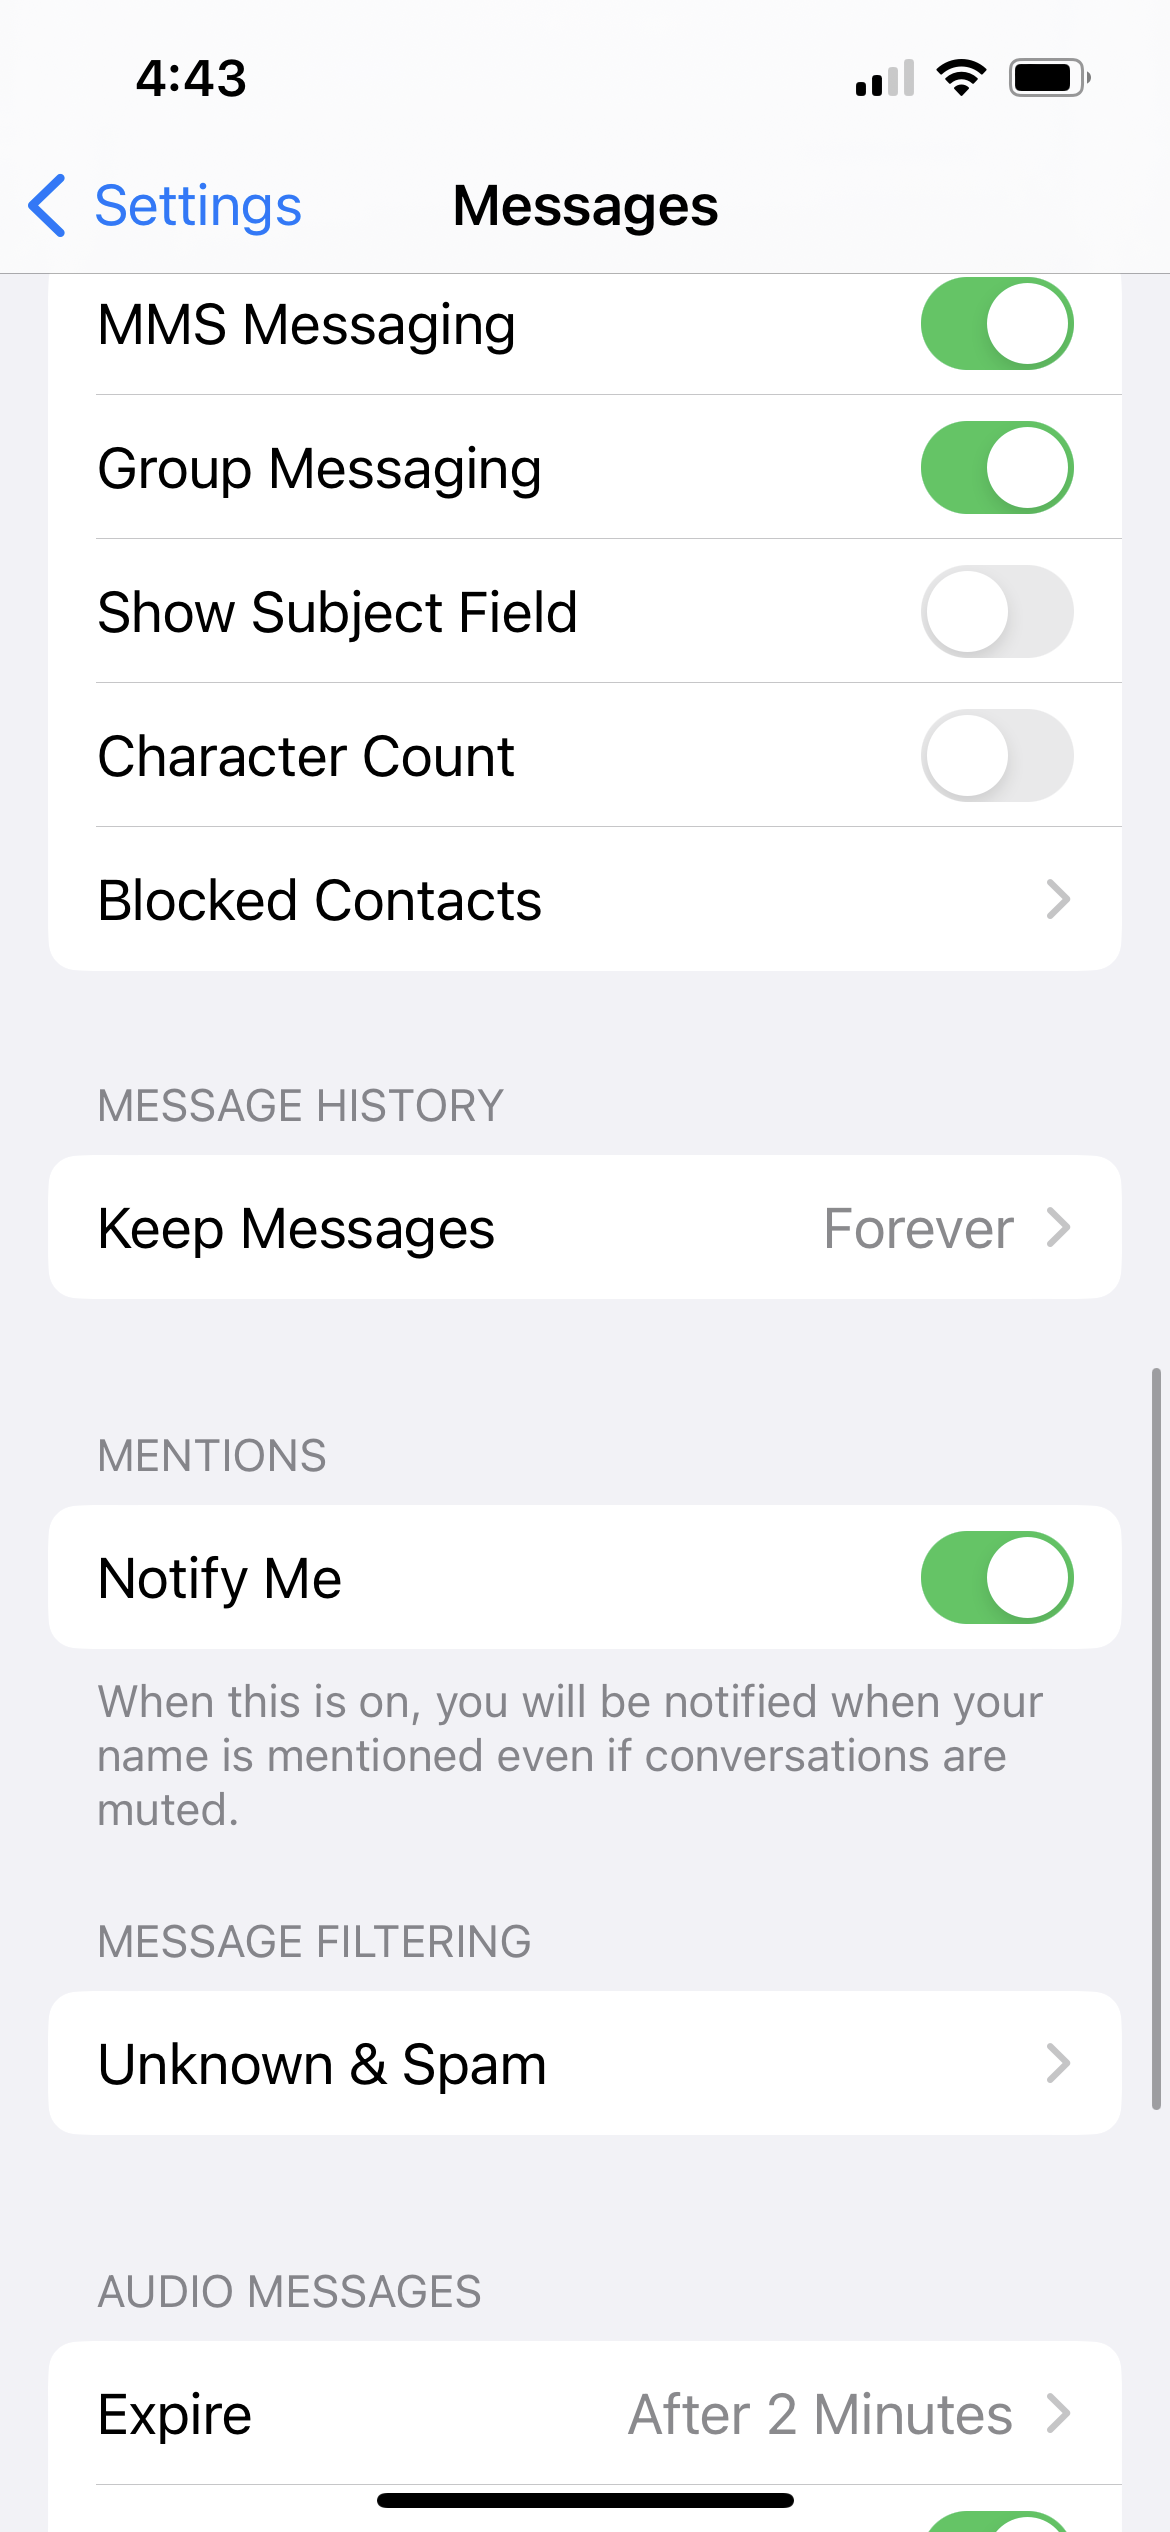 4:43
Settings
Messages
MMS Messaging
Group Messaging
Show Subject Field
Character Count
Blocked Contacts
MESSAGE HISTORY
Keep Messages Forever
MENTIONS
Notify Me
When this is on, you will be notified when your
name is mentioned even if conversations are
muted.
MESSAGE FILTERING
Unknown & Spam
AUDIO MESSAGES
Expire After 2 Minutes